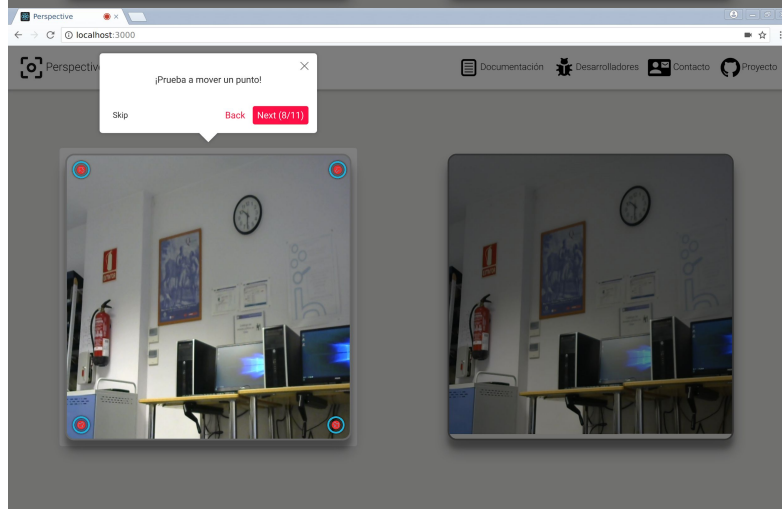 Perspective
localhost:3000
Perspectiv
Documentación
Desarrolladores
Contacto
Proyecto
¡Prueba a mover un punto!
Skip
Back
Next (8/11)